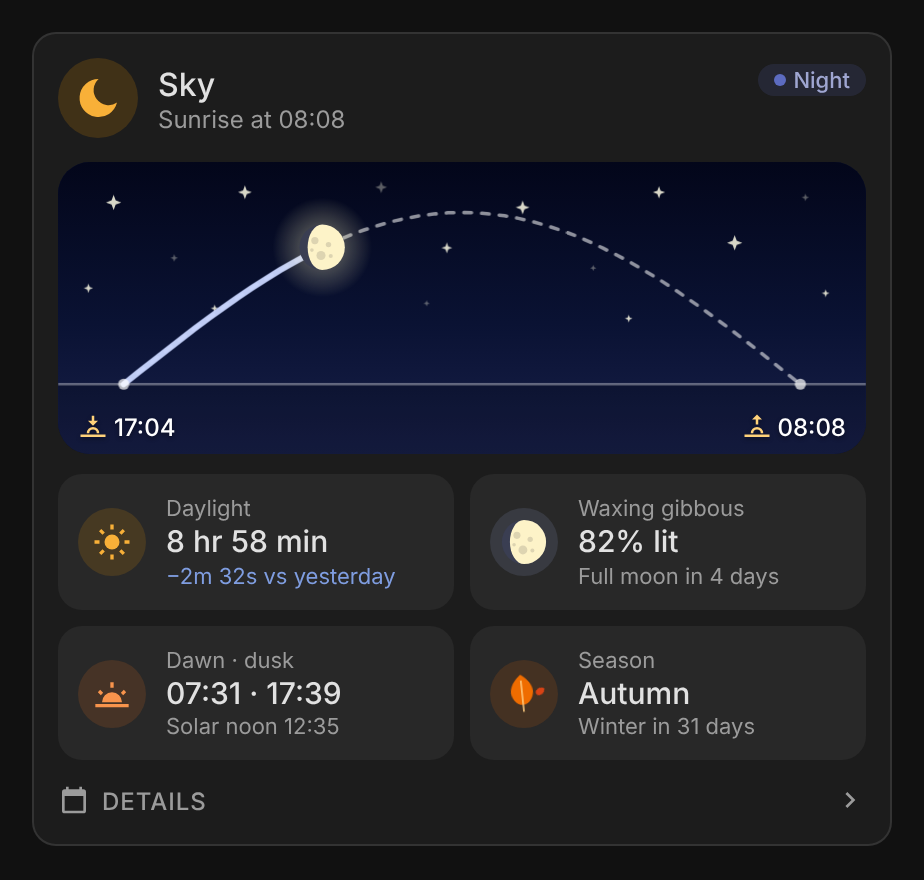 Sky
Sunrise at 08:08
Night
17:04
08:08
Daylight
8 hr 58 min
−2m 32s vs yesterday
Waxing gibbous
82% lit
Full moon in 4 days
Dawn · dusk
07:31 · 17:39
Solar noon 12:35
Season
Autumn
Winter in 31 days
DETAILS